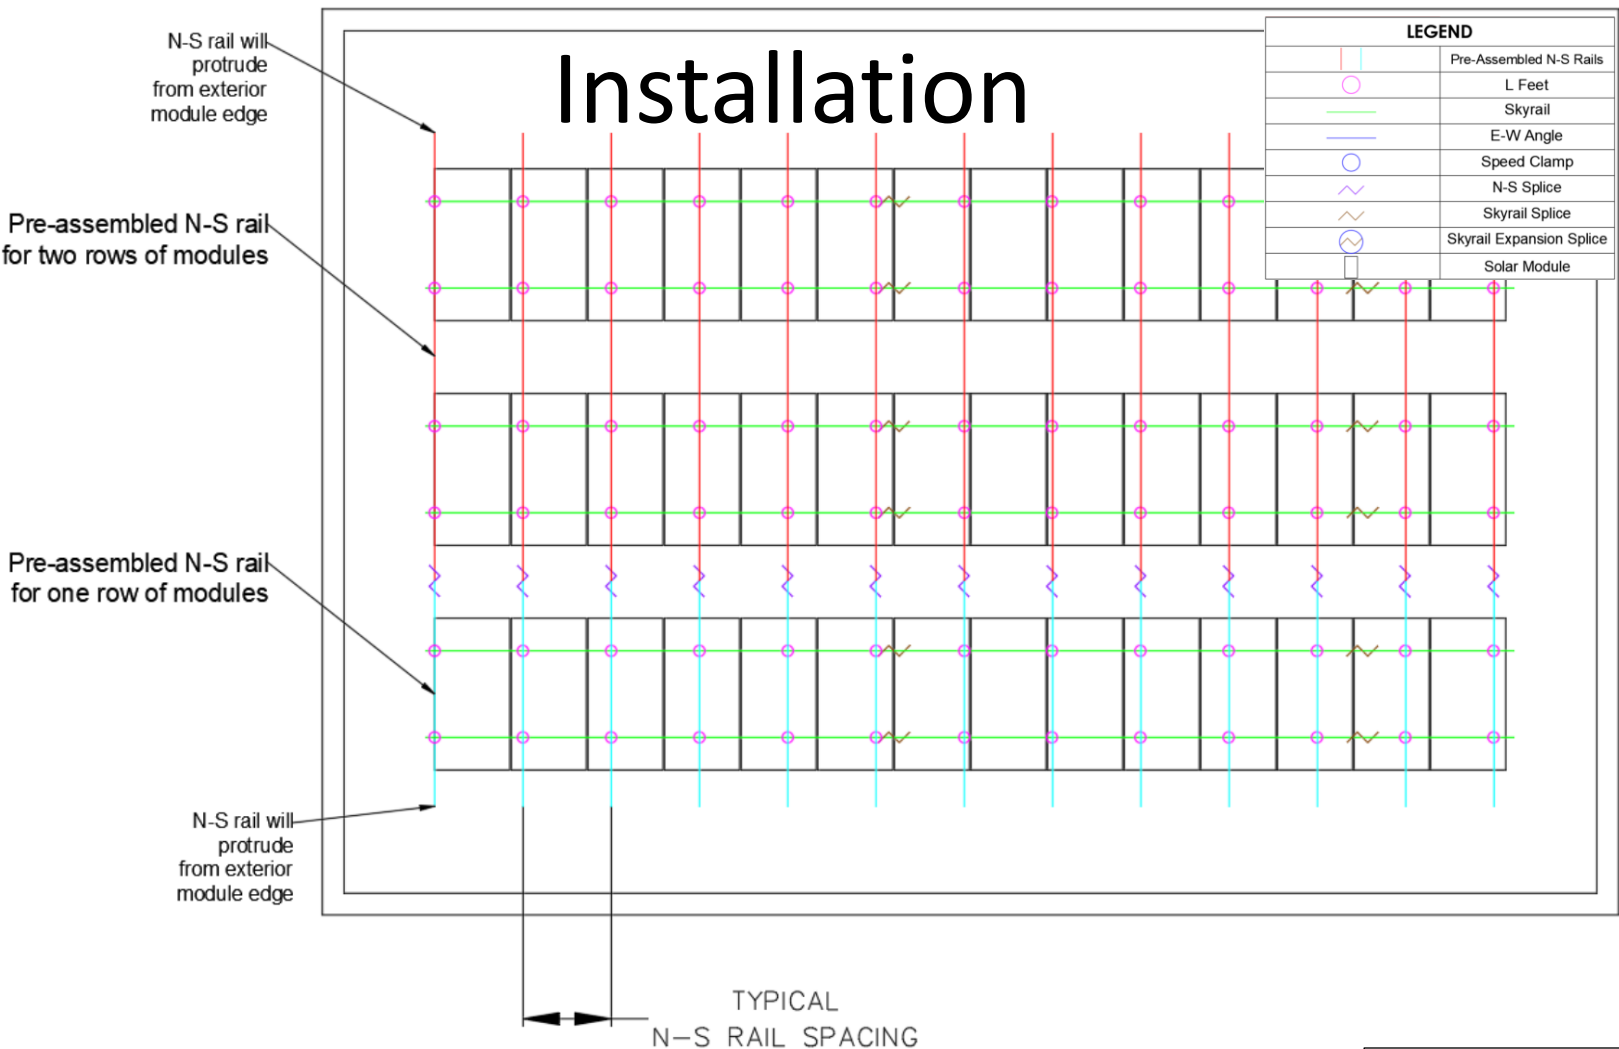 N-S rail will
protrude
from exterior
module edge
Installation
LEGEND
Pre-Assembled N-S Rails
L Feet
Skyrail
E-W Angle
Speed Clamp
N-S Splice
Skyrail Splice
Skyrail Expansion Splice
Solar Module
Pre-assembled N-S rail
for two rows of modules
Pre-assembled N-S rail
for one row of modules
N-S rail will
protrude
from exterior
module edge
TYPICAL
N-S RAIL SPACING